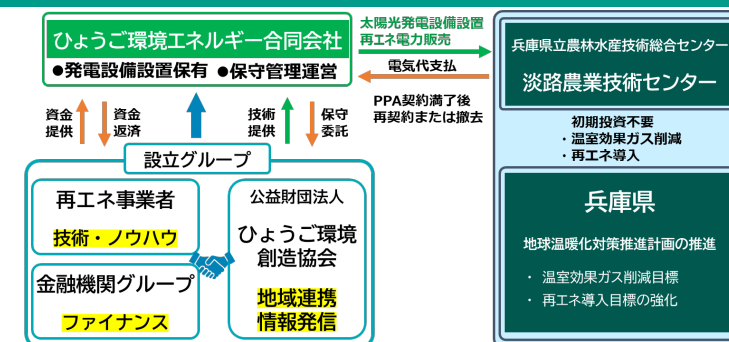 ひょうご環境エネルギー合同会社
●発電設備設置保有 ●保守管理運営
太陽光発電設備設置
再エネ電力販売
電気代支払
PPA契約満了後
再契約または撤去
資金
提供
資金
返済
技術
提供
保守
委託
設立グループ
再エネ事業者
技術・ノウハウ
金融機関グループ
ファイナンス
公益財団法人
ひょうご環境
創造協会
地域連携
情報発信
兵庫県立農林水産技術総合センター
淡路農業技術センター
初期投資不要
・温室効果ガス削減
・再エネ導入
兵庫県
地球温暖化対策推進計画の推進
・ 温室効果ガス削減目標
・ 再エネ導入目標の強化